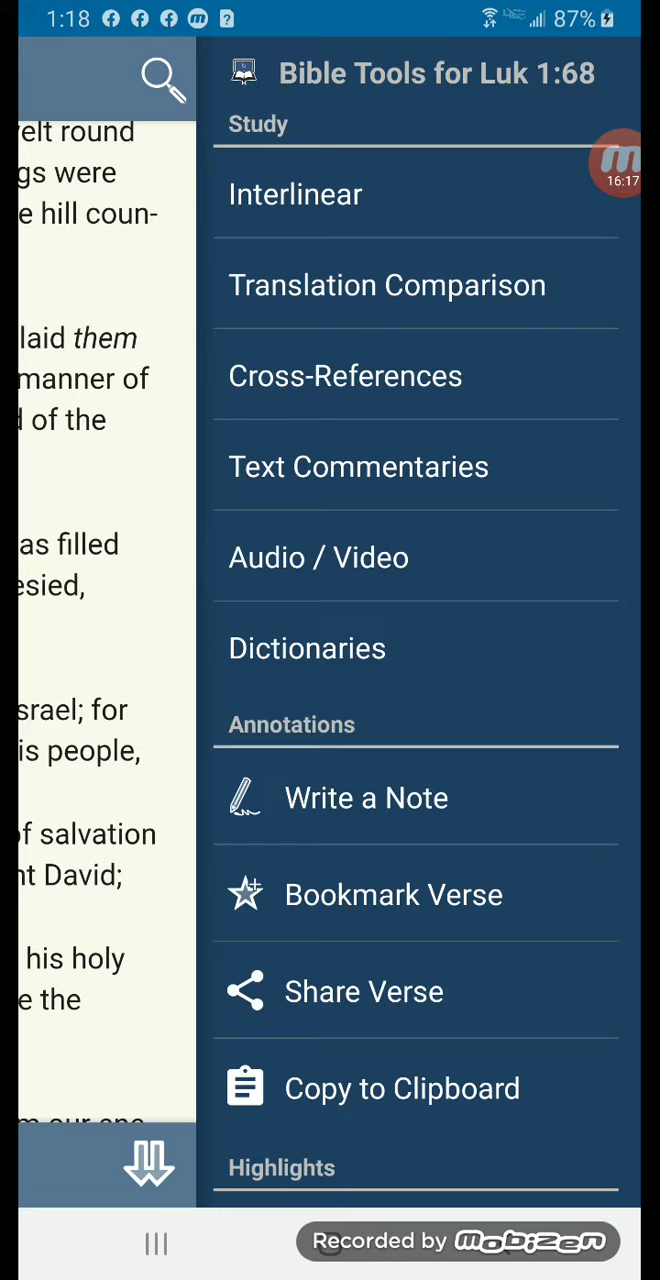 1:18
87%
Bible Tools for Luk 1:68
Study
16:17
Interlinear
Translation Comparison
Cross-References
Text Commentaries
Audio / Video
Dictionaries
Annotations
Write a Note
Bookmark Verse
Share Verse
Copy to Clipboard
Highlights
elt round
gs were
e hill coun-
laid them
manner of
d of the
as filled
esied,
srael; for
is people,
of salvation
nt David;
his holy
e the
Recorded by mobizen